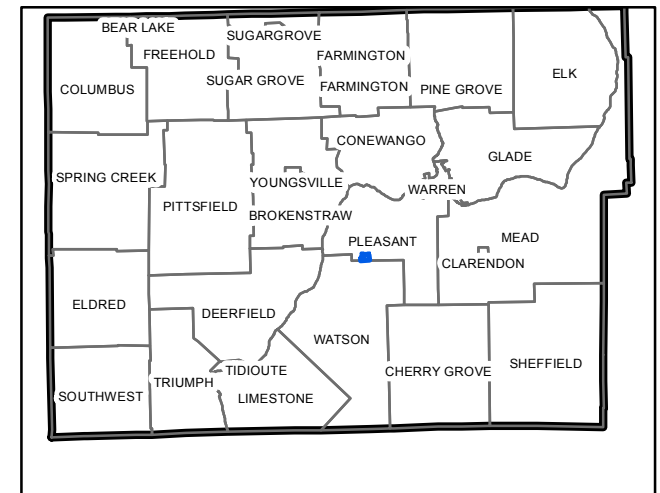 BEAR LAKE
SUGARGROVE
FREEHOLD
FARMINGTON
ELK
COLUMBUS
SUGAR GROVE
FARMINGTON
PINE GROVE
CONEWANGO
GLADE
SPRING CREEK
YOUNGSVILLE
WARREN
PITTSFIELD
BROKENSTRAW
PLEASANT
MEAD
CLARENDON
ELDRED
DEERFIELD
WATSON
SHEFFIELD
TIDIOUTE
CHERRY GROVE
TRIUMPH
SOUTHWEST
LIMESTONE